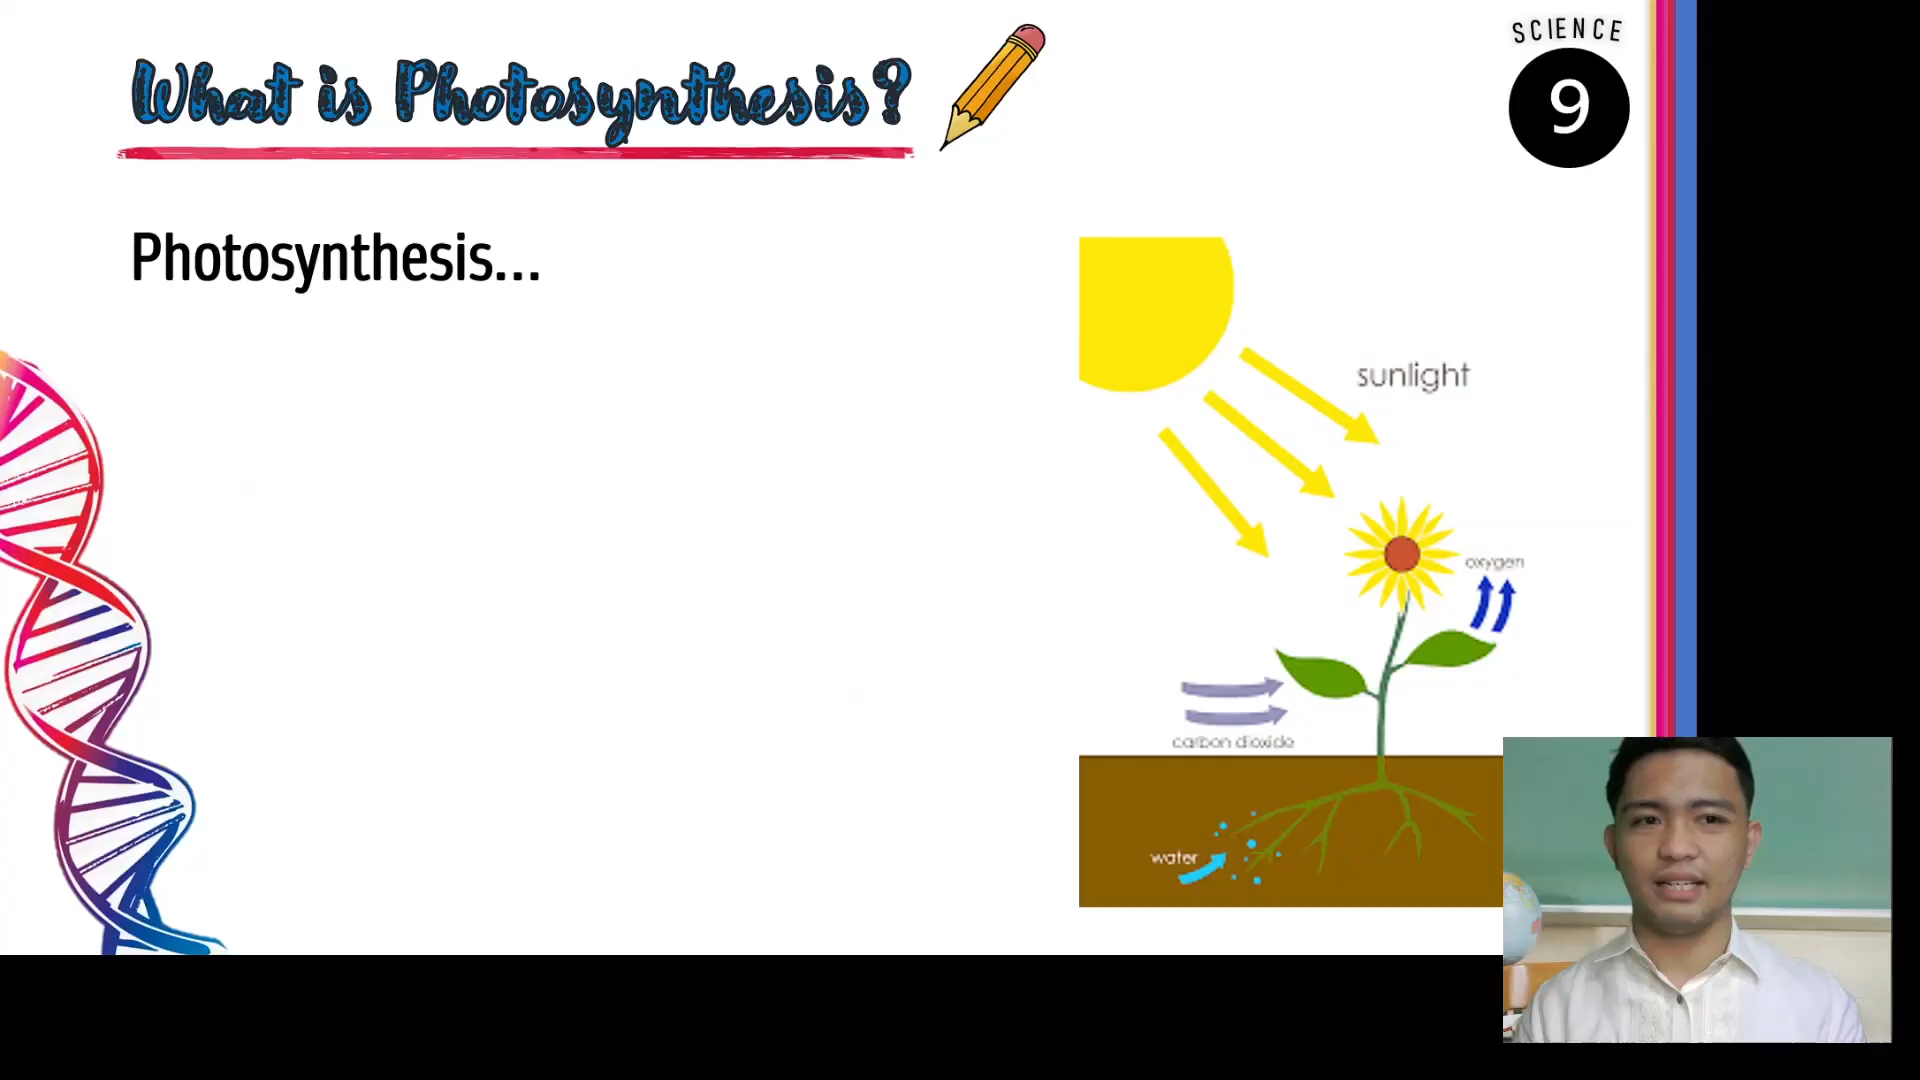 What is Photosynthesis?
SCIENCE
9
Photosynthesis...
sunlight
oxygen
carbon dioxide
water